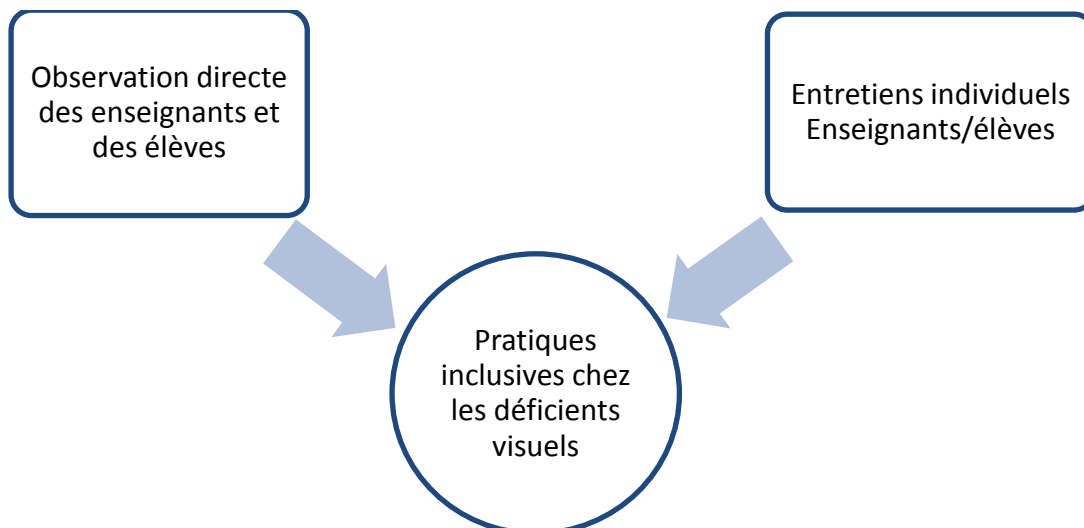 Observation directe
des enseignants et
des élèves
Entretiens individuels
Enseignants/élèves
Pratiques
inclusives chez
les déficients
visuels